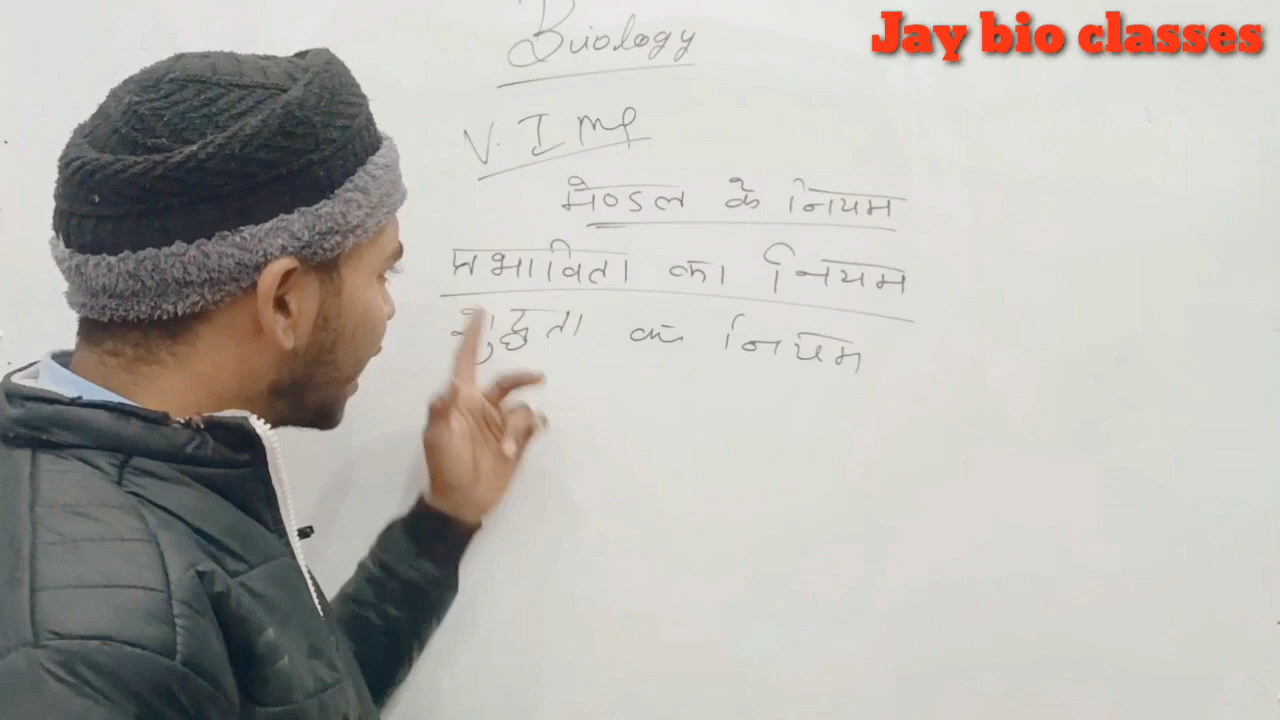 Jay bio classes
Biology
V. Imp
मेण्डल के नियम
प्रभाविता का नियम
शुद्धता का नियम